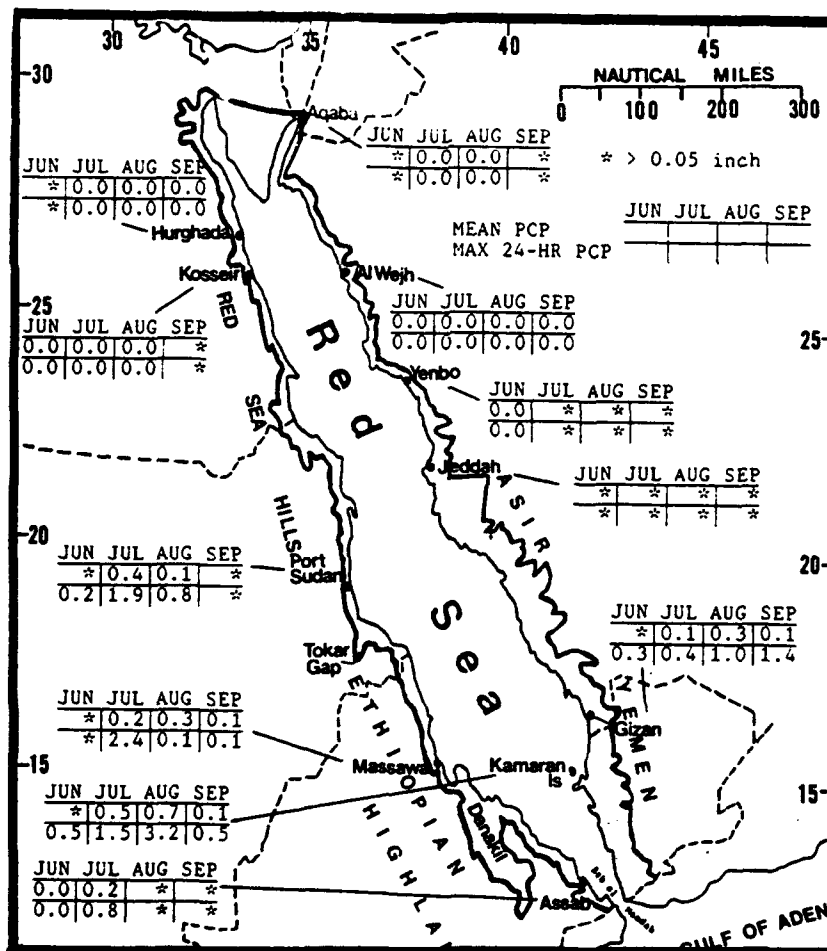 30 35 40 45
30
NAUTICAL MILES
0 100 200 300
Aqaba
JUN JUL AUG SEP
* 0.0 0.0 *
* 0.0 0.0 *
* > 0.05 inch
JUN JUL AUG SEP
* 0.0 0.0 0.0
* 0.0 0.0 0.0
Hurghada
MEAN PCP
MAX 24-HR PCP
JUN JUL AUG SEP
Kosseir
Al Wejh
25
RED SEA HILLS
JUN JUL AUG SEP
0.0 0.0 0.0 0.0
0.0 0.0 0.0 0.0
JUN JUL AUG SEP
0.0 0.0 0.0 *
0.0 0.0 0.0 *
25
Red Sea
Yenbo
JUN JUL AUG SEP
0.0 * * *
0.0 * * *
Jeddah
JUN JUL AUG SEP
* * * *
* * * *
ASIR
20
20
Port
Sudan
JUN JUL AUG SEP
* 0.4 0.1 *
0.2 1.9 0.8 *
JUN JUL AUG SEP
* 0.1 0.3 0.1
0.3 0.4 1.0 1.4
Tokar
Gap
YEMEN
Gizan
ETHIOPIAN
HIGHLA
JUN JUL AUG SEP
* 0.2 0.3 0.1
* 2.4 0.1 0.1
Massawa
Kamaran
Is
15
15
JUN JUL AUG SEP
* 0.5 0.7 0.1
0.5 1.5 3.2 0.5
Danakil
JUN JUL AUG SEP
0.0 0.2 * *
0.0 0.8 * *
Assab
Bab el
Mandab
GULF OF ADEN